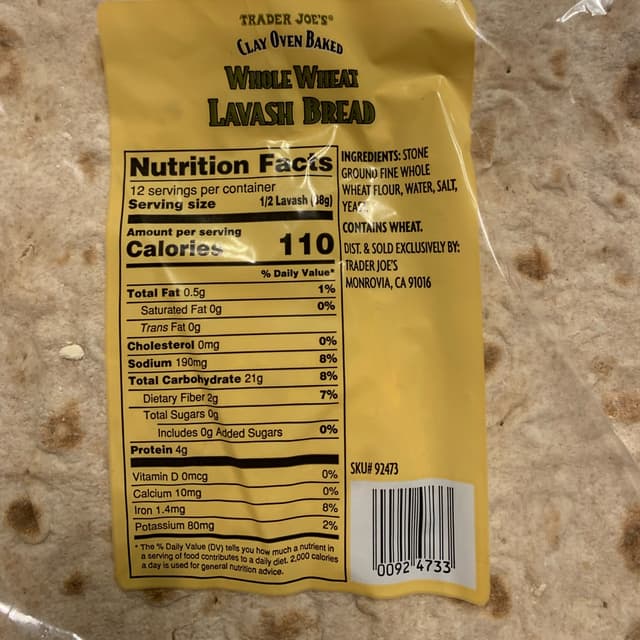 TRADER JOE'S®
CLAY OVEN BAKED
WHOLE WHEAT
LAVASH BREAD
Nutrition Facts
12 servings per container
Serving size 1/2 Lavash
Amount per serving
Calories 110
% Daily Value*
Total Fat 0.5g 1%
Saturated Fat 0g 0%
Trans Fat 0g
Cholesterol 0mg 0%
Sodium 190mg 8%
Total Carbohydrate 21g 8%
Dietary Fiber 2g 7%
Total Sugars 0g
Includes 0g Added Sugars 0%
Protein 4g
Vitamin D 0mcg 0%
Calcium 10mg 0%
Iron 1.4mg 8%
Potassium 80mg 2%
* The % Daily Value (DV) tells you how much a nutrient in
a serving of food contributes to a daily diet. 2,000 calories
a day is used for general nutrition advice.
INGREDIENTS: STONE
GROUND FINE WHOLE
WHEAT FLOUR, WATER, SALT,
CONTAINS WHEAT.
DIST. & SOLD EXCLUSIVELY BY:
TRADER JOE'S
MONROVIA, CA 91016
SKU# 92473
0092 4733